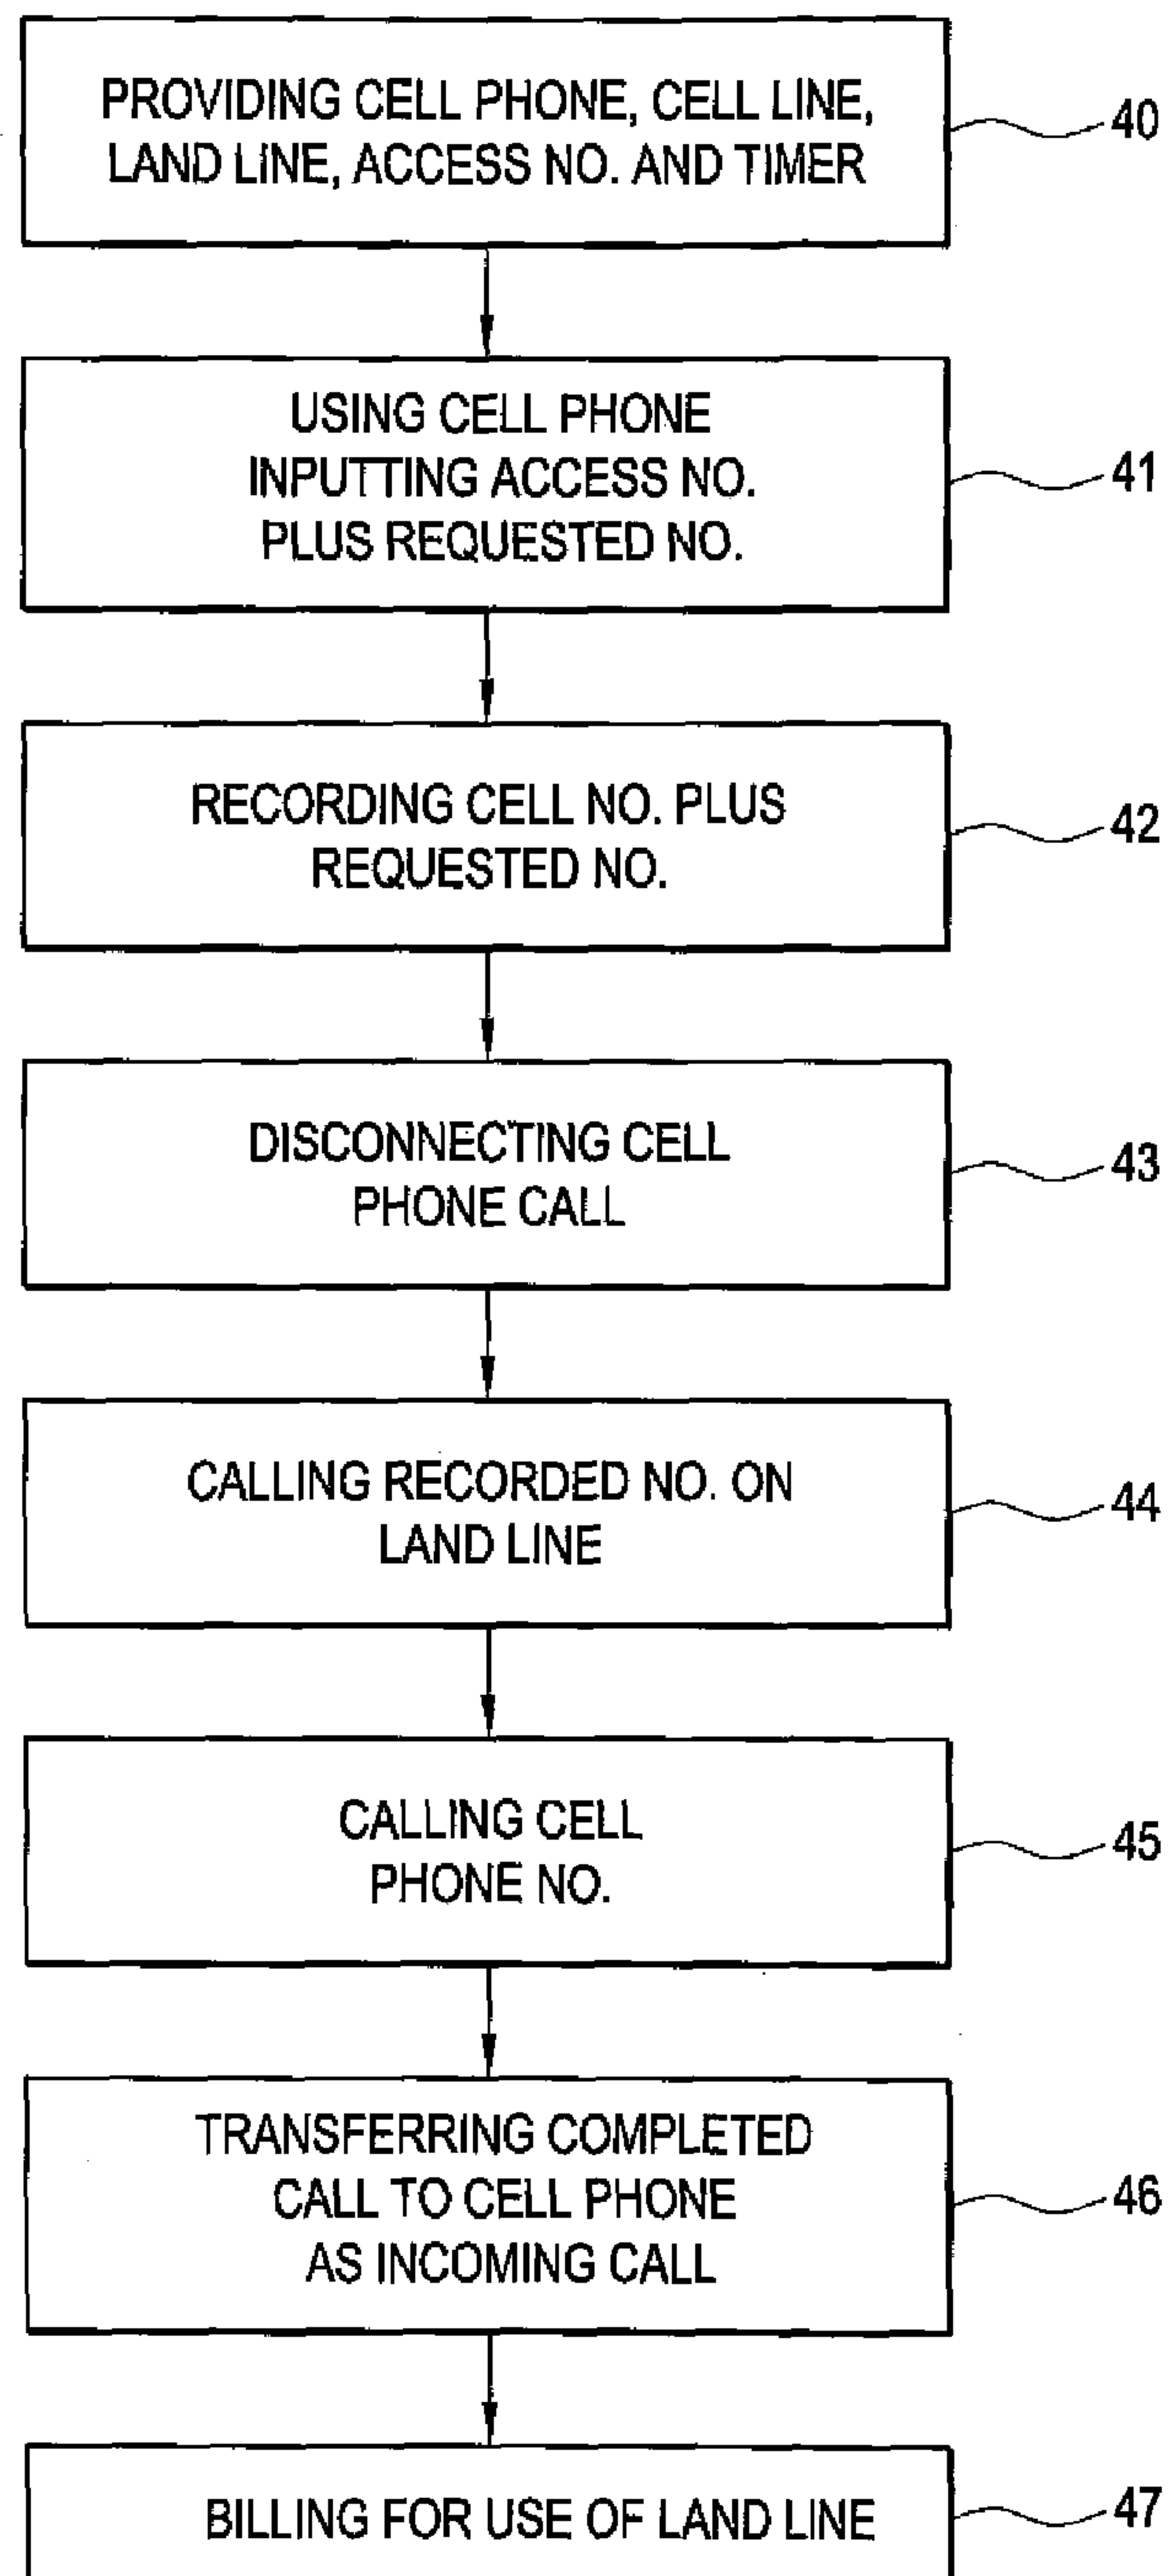 PROVIDING CELL PHONE, CELL LINE,
LAND LINE, ACCESS NO. AND TIMER
40
USING CELL PHONE
INPUTTING ACCESS NO.
PLUS REQUESTED NO.
41
RECORDING CELL NO. PLUS
REQUESTED NO.
42
DISCONNECTING CELL
PHONE CALL
43
CALLING RECORDED NO. ON
LAND LINE
44
CALLING CELL
PHONE NO.
45
TRANSFERRING COMPLETED
CALL TO CELL PHONE
AS INCOMING CALL
46
BILLING FOR USE OF LAND LINE
47